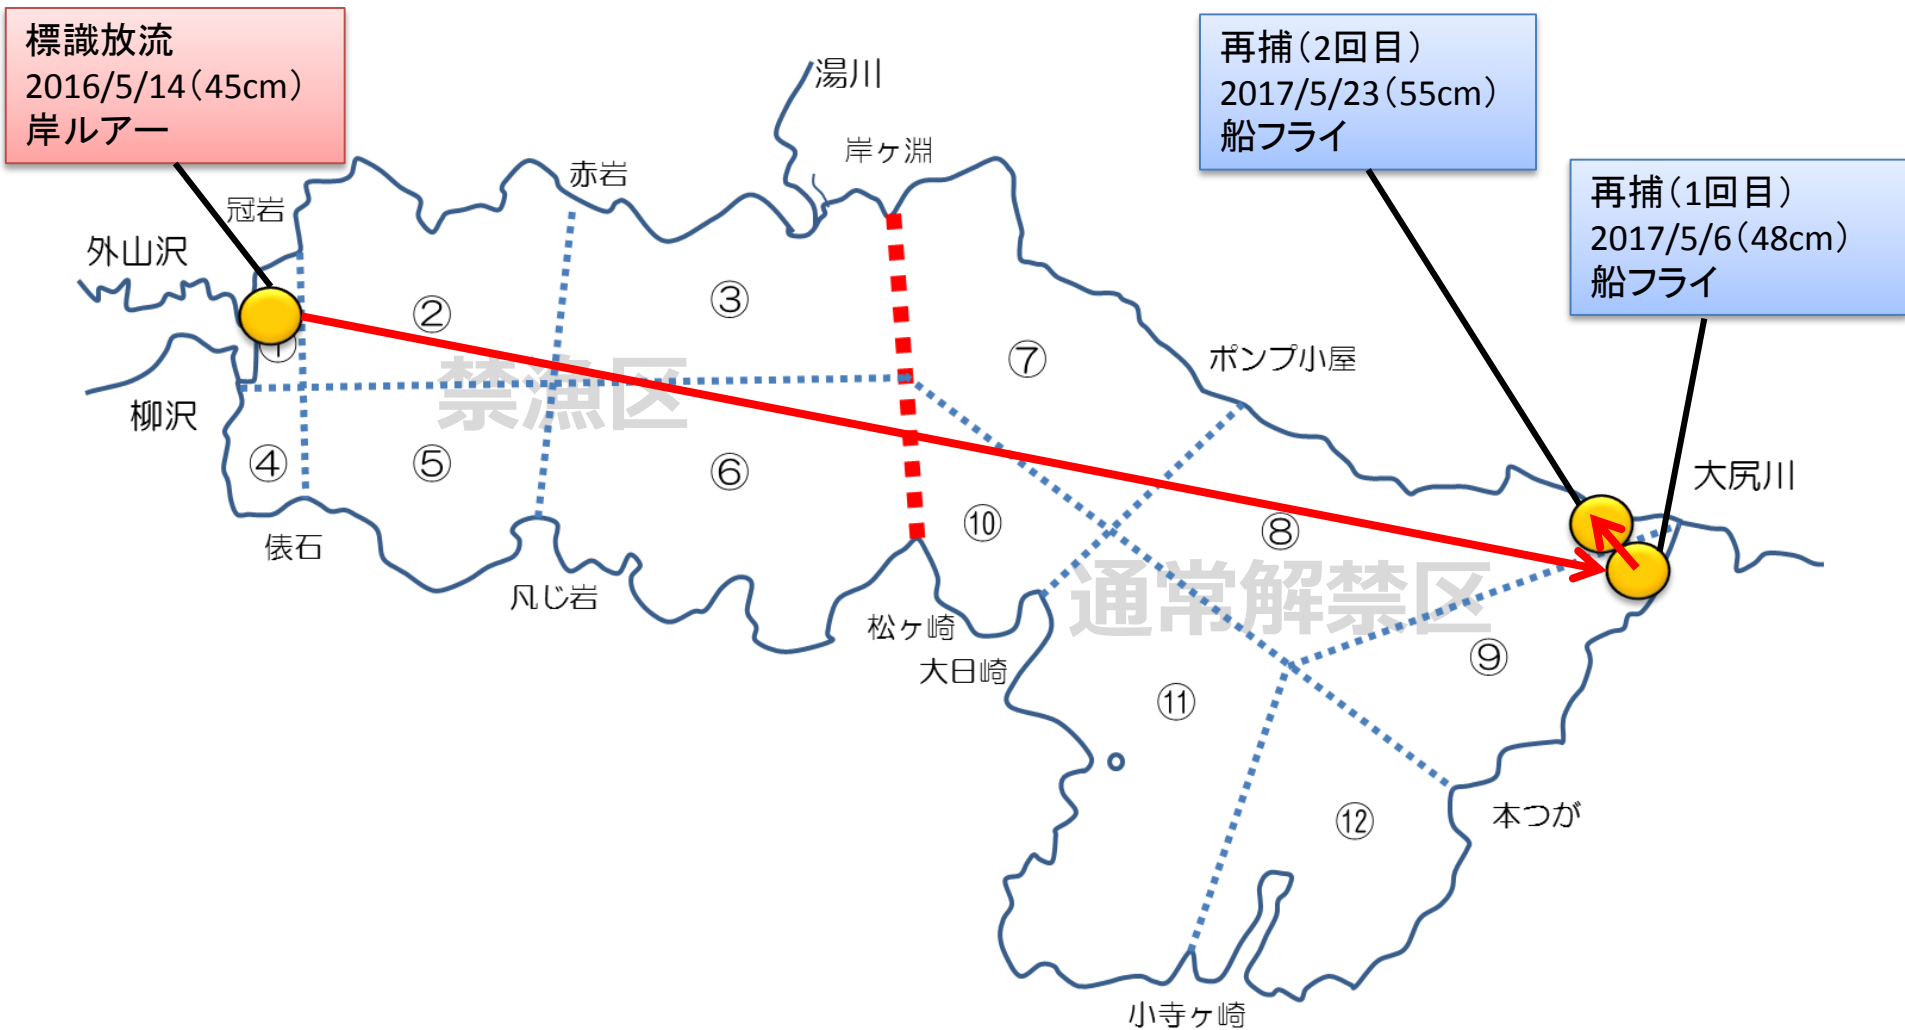 標識放流
2016/5/14(45cm)
岸ルアー
再捕(2回目)
2017/5/23(55cm)
船フライ
再捕(1回目)
2017/5/6(48cm)
船フライ
湯川
岸ヶ淵
赤岩
冠岩
外山沢
柳沢
俵石
凡じ岩
松ヶ崎
大日崎
ポンプ小屋
大尻川
本つが
小寺ヶ崎
禁漁区
通常解禁区
①
②
③
④
⑤
⑥
⑦
⑧
⑨
⑩
⑪
⑫